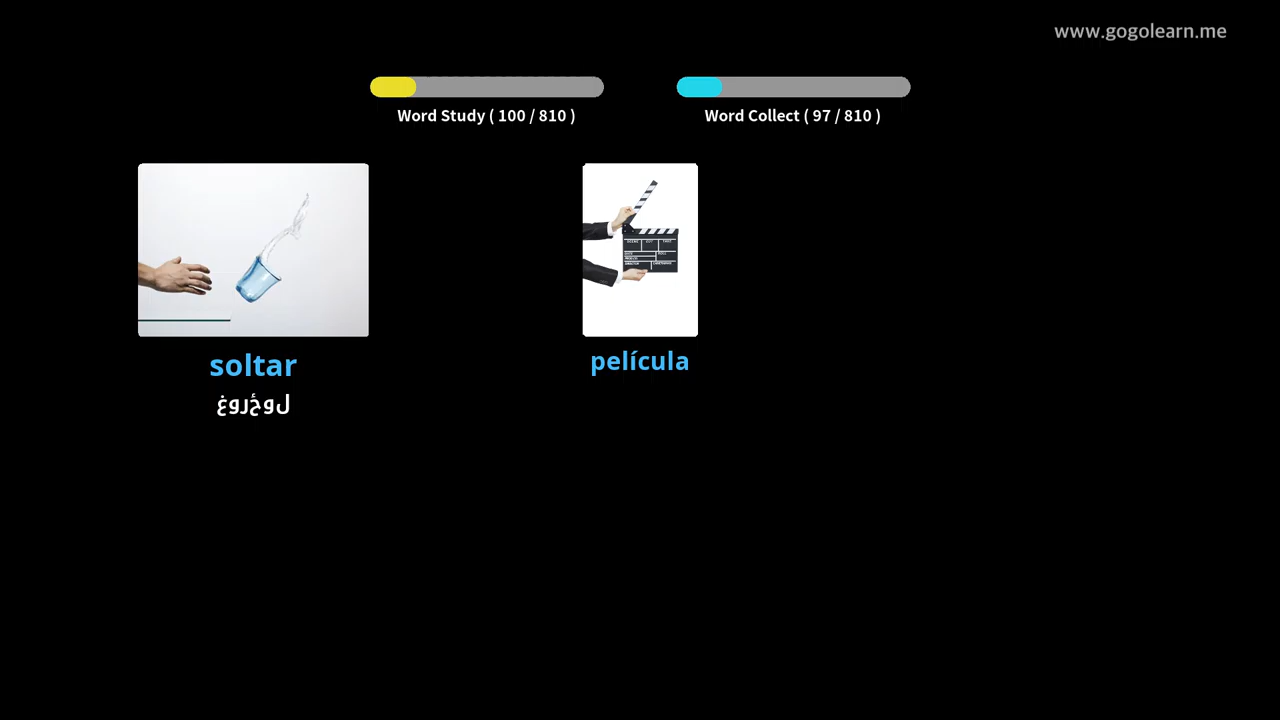 www.gogolearn.me
Word Study ( 100 / 810 )
Word Collect ( 97 / 810 )
soltar
لوځروغ
película